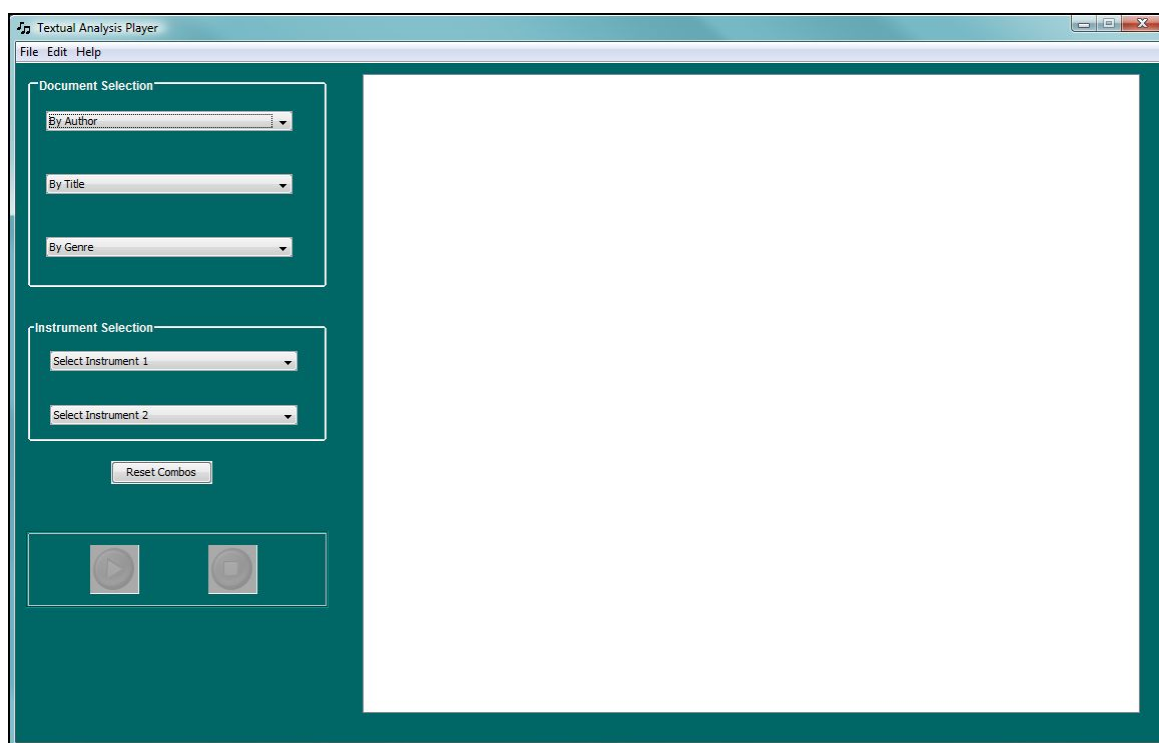 Textual Analysis Player
File Edit Help
Document Selection
By Author
By Title
By Genre
Instrument Selection
Select Instrument 1
Select Instrument 2
Reset Combos